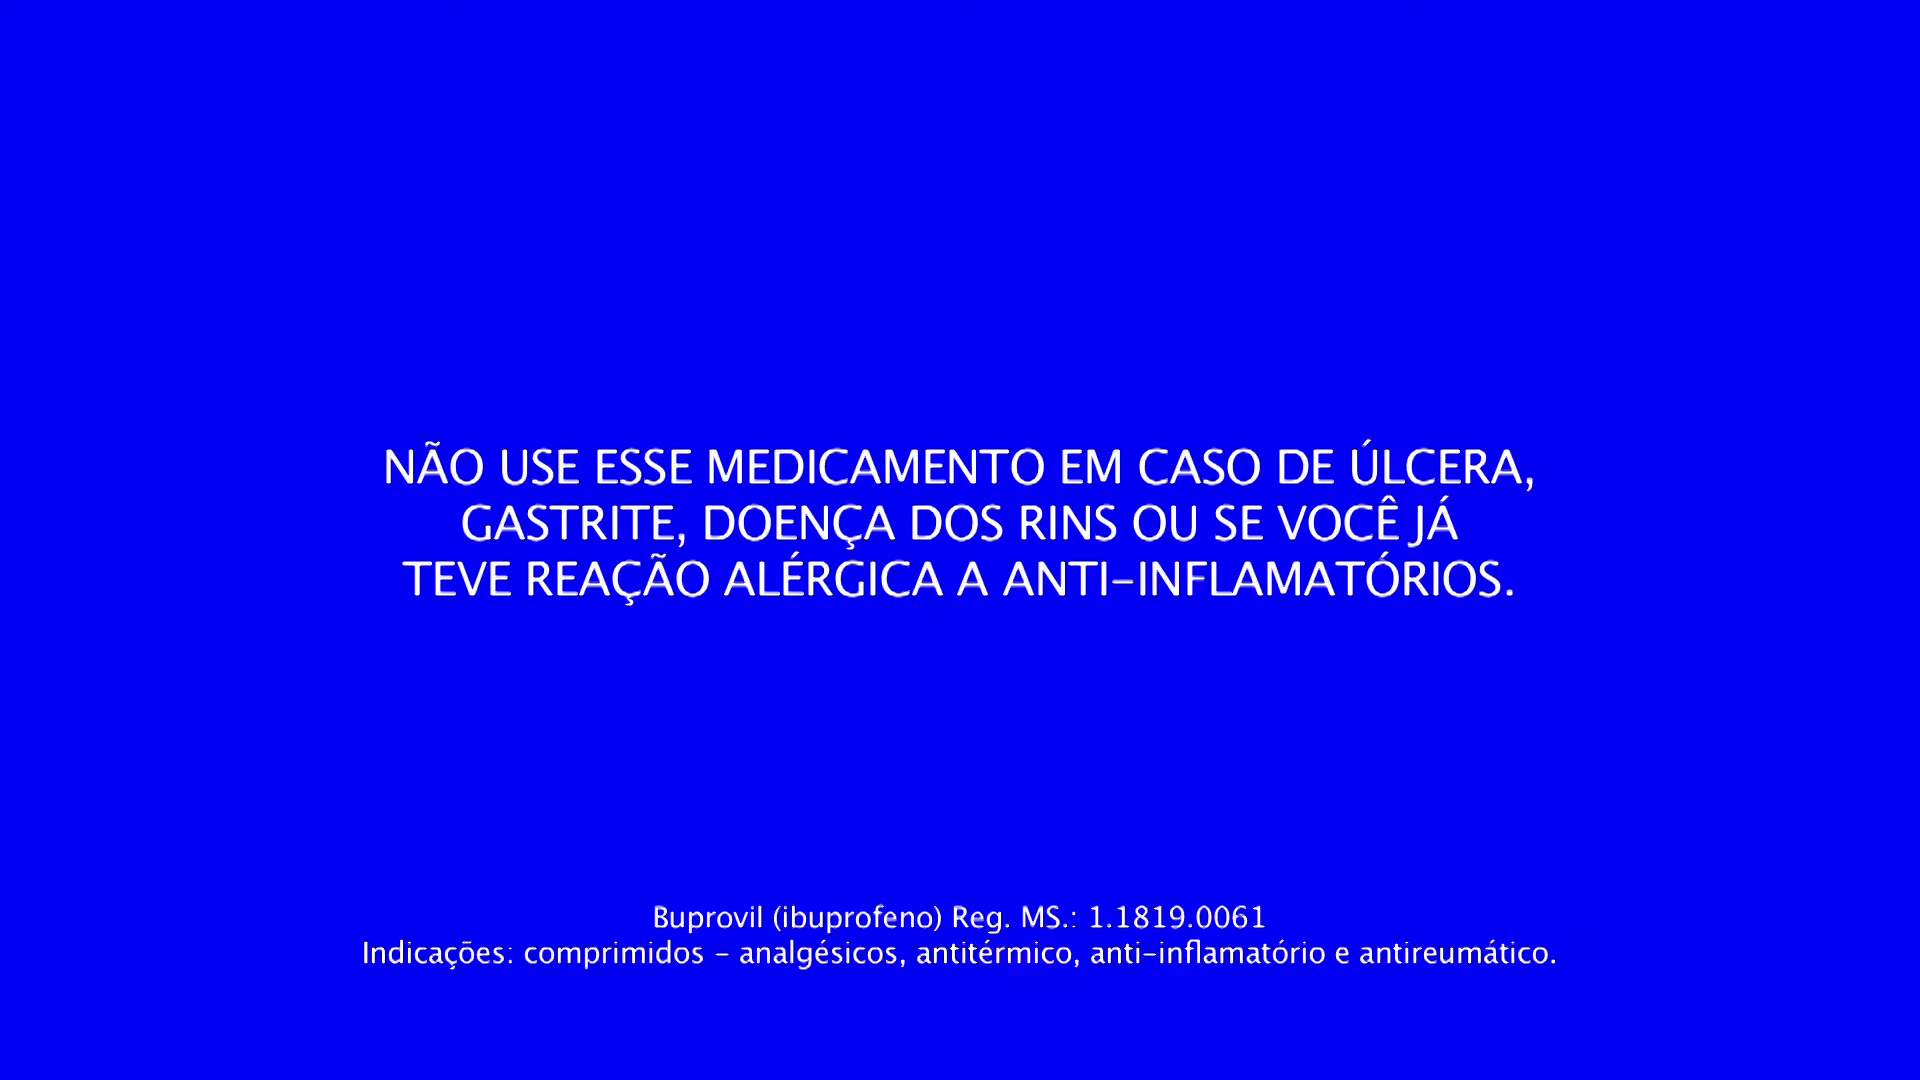 NÃO USE ESSE MEDICAMENTO EM CASO DE ÚLCERA,
GASTRITE, DOENÇA DOS RINS OU SE VOCÊ JÁ
TEVE REAÇÃO ALÉRGICA A ANTI-INFLAMATÓRIOS.
Buprovil (ibuprofeno) Reg. MS.: 1.1819.0061
Indicações: comprimidos - analgésicos, antitérmico, anti-inflamatório e antireumático.